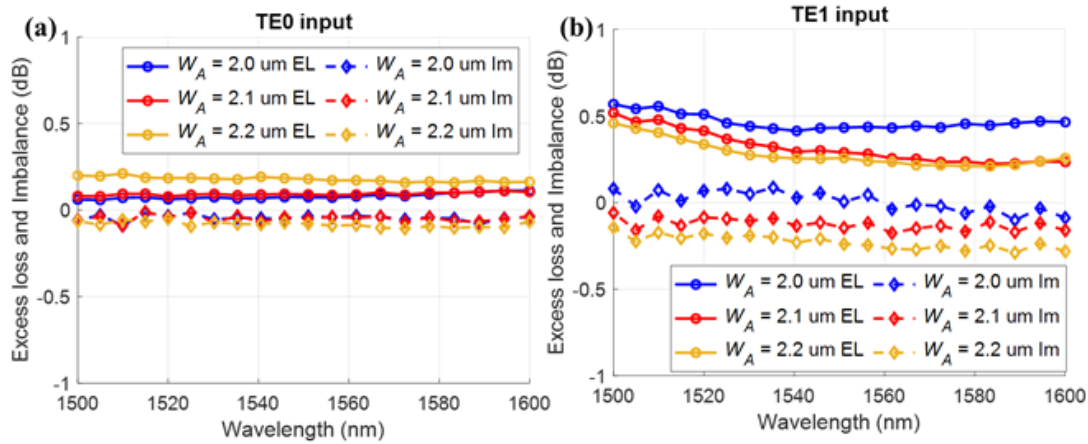 (a)
TE0 input
Excess loss and Imbalance (dB)
1
0.5
0
-0.5
-1
W_A = 2.0 um EL
W_A = 2.1 um EL
W_A = 2.2 um EL
W_A = 2.0 um Im
W_A = 2.1 um Im
W_A = 2.2 um Im
1500 1520 1540 1560 1580 1600
Wavelength (nm)
(b)
TE1 input
Excess loss and Imbalance (dB)
1
0.5
0
-0.5
-1
W_A = 2.0 um EL
W_A = 2.1 um EL
W_A = 2.2 um EL
W_A = 2.0 um Im
W_A = 2.1 um Im
W_A = 2.2 um Im
1500 1520 1540 1560 1580 1600
Wavelength (nm)